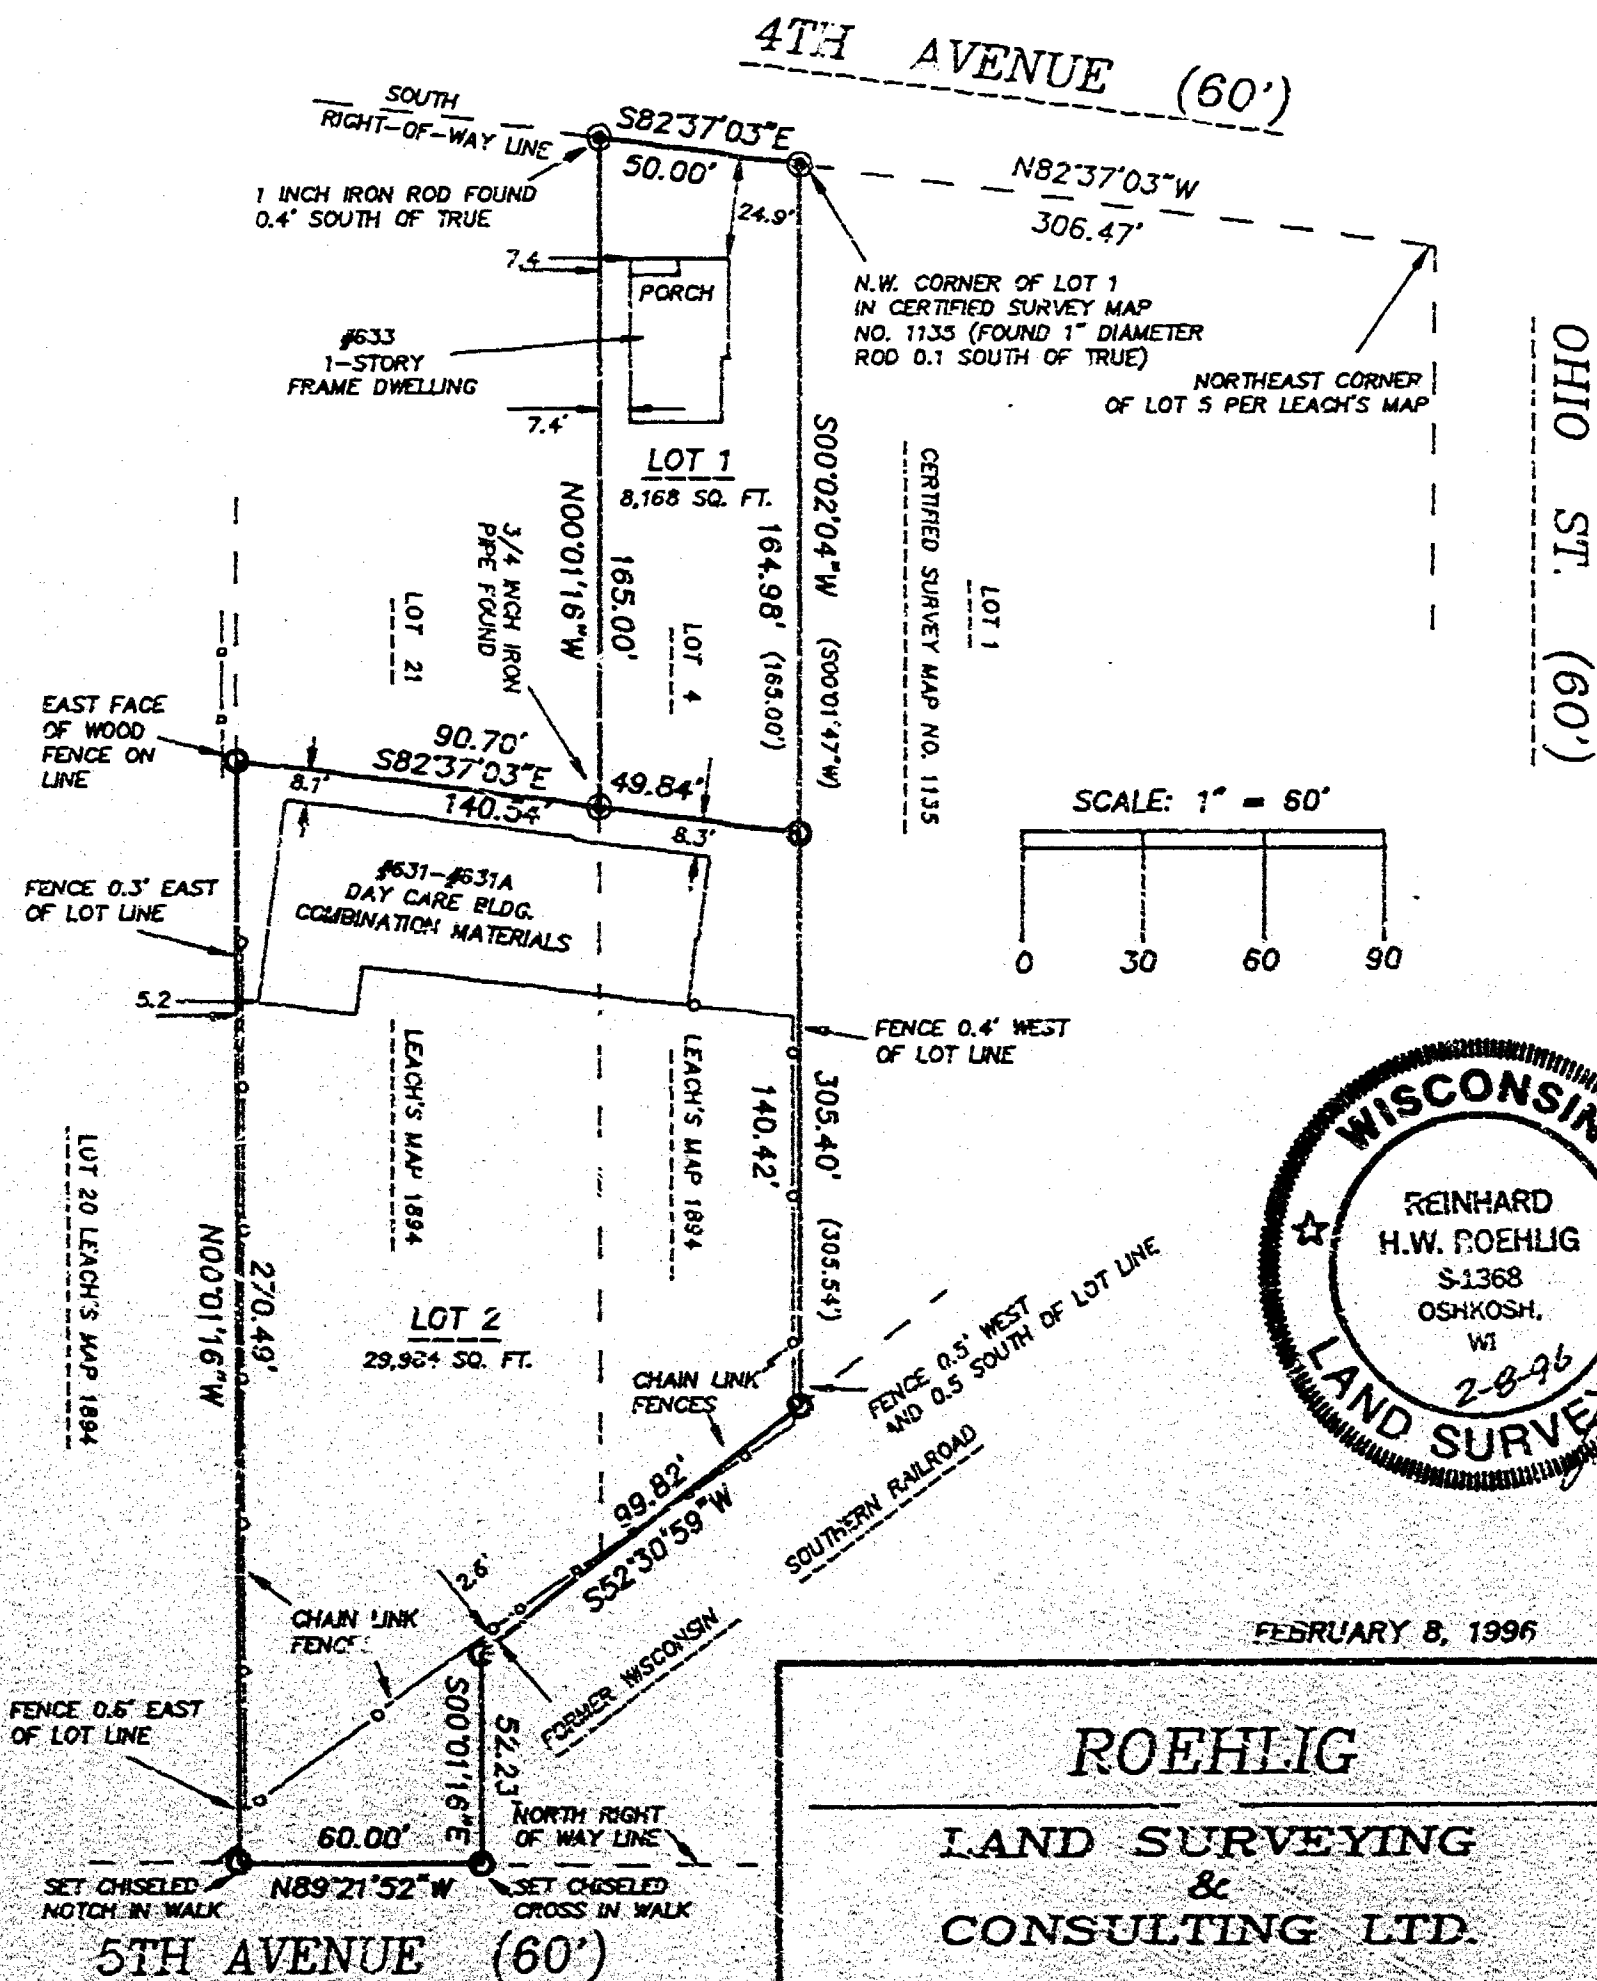 4TH AVENUE (60')
SOUTH
RIGHT-OF-WAY LINE
S82°37'03"E
50.00'
N82°37'03"W
306.47'
1 INCH IRON ROD FOUND
0.4' SOUTH OF TRUE
24.9'
7.4
PORCH
N.W. CORNER OF LOT 1
IN CERTIFIED SURVEY MAP
NO. 1135 (FOUND 1" DIAMETER
ROD 0.1 SOUTH OF TRUE)
#633
1-STORY
FRAME DWELLING
NORTHEAST CORNER
OF LOT 5 PER LEACH'S MAP
OHIO ST. (60')
7.4'
LOT 1
8,168 SQ. FT.
N00°01'16"W
165.00'
S00°02'04"W (S00°01'47"W)
164.98' (165.00')
CERTIFIED SURVEY MAP NO. 1135
LOT 1
3/4 INCH IRON
PIPE FOUND
LOT 21
LOT 4
EAST FACE
OF WOOD
FENCE ON
LINE
90.70'
S82°37'03"E
140.54'
49.84'
8.1'
8.3'
SCALE: 1" = 60'
0 30 60 90
#631-#631A
DAY CARE BLDG.
COMBINATION MATERIALS
FENCE 0.3' EAST
OF LOT LINE
5.2
FENCE 0.4' WEST
OF LOT LINE
LEACH'S MAP 1894
LEACH'S MAP 1894
305.40' (305.54')
140.42'
LOT 20 LEACH'S MAP 1894
N00°01'16"W
270.49'
LOT 2
SQ. FT.
CHAIN LINK
FENCES
FENCE 0.5' WEST
AND 0.5 SOUTH OF LOT LINE
WISCONSIN
REINHARD
H.W. ROEHLIG
S-1368
OSHKOSH,
WI
2-8-96
LAND SURVEY
99.82'
S52°30'59"W
FORMER WISCONSIN
SOUTHERN RAILROAD
2.6'
CHAIN LINK
FENCE
FENCE 0.6' EAST
OF LOT LINE
S00°01'16"E
52.23'
NORTH RIGHT
OF WAY LINE
60.00'
N89°21'52"W
SET CHISELED
NOTCH IN WALK
SET CHISELED
CROSS IN WALK
5TH AVENUE (60')
FEBRUARY 8, 1996
ROEHLIG
LAND SURVEYING
&
CONSULTING LTD.